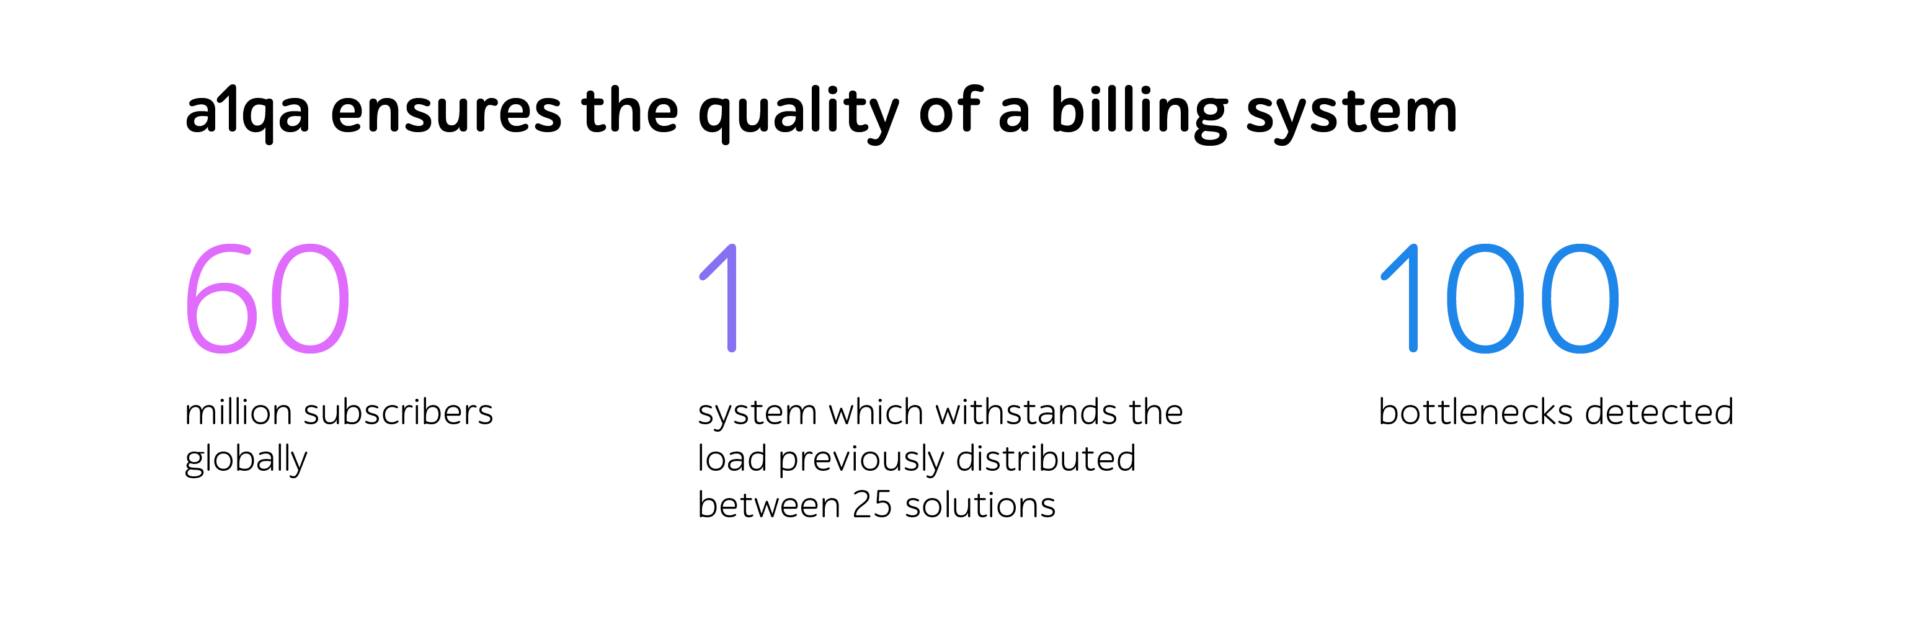 a1qa ensures the quality of a billing system
60
million subscribers
globally
1
system which withstands the
load previously distributed
between 25 solutions
100
bottlenecks detected